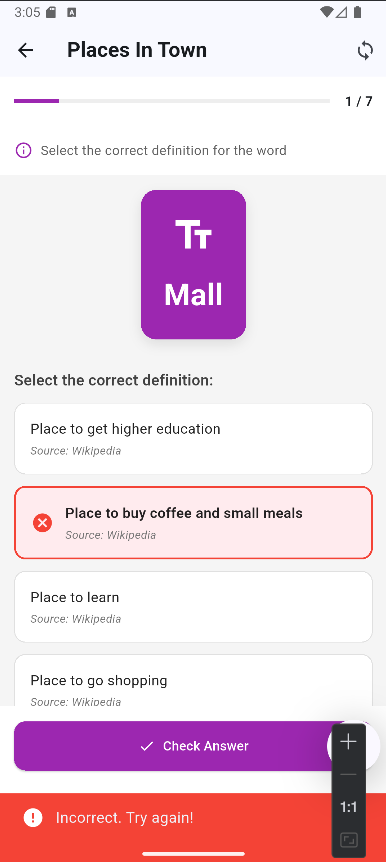 3:05 A
Places In Town
1 / 7
Select the correct definition for the word
TT
Mall
Select the correct definition:
Place to get higher education
Source: Wikipedia
Place to buy coffee and small meals
Source: Wikipedia
Place to learn
Source: Wikipedia
Place to go shopping
Source: Wikipedia
Check Answer
1:1
Incorrect. Try again!